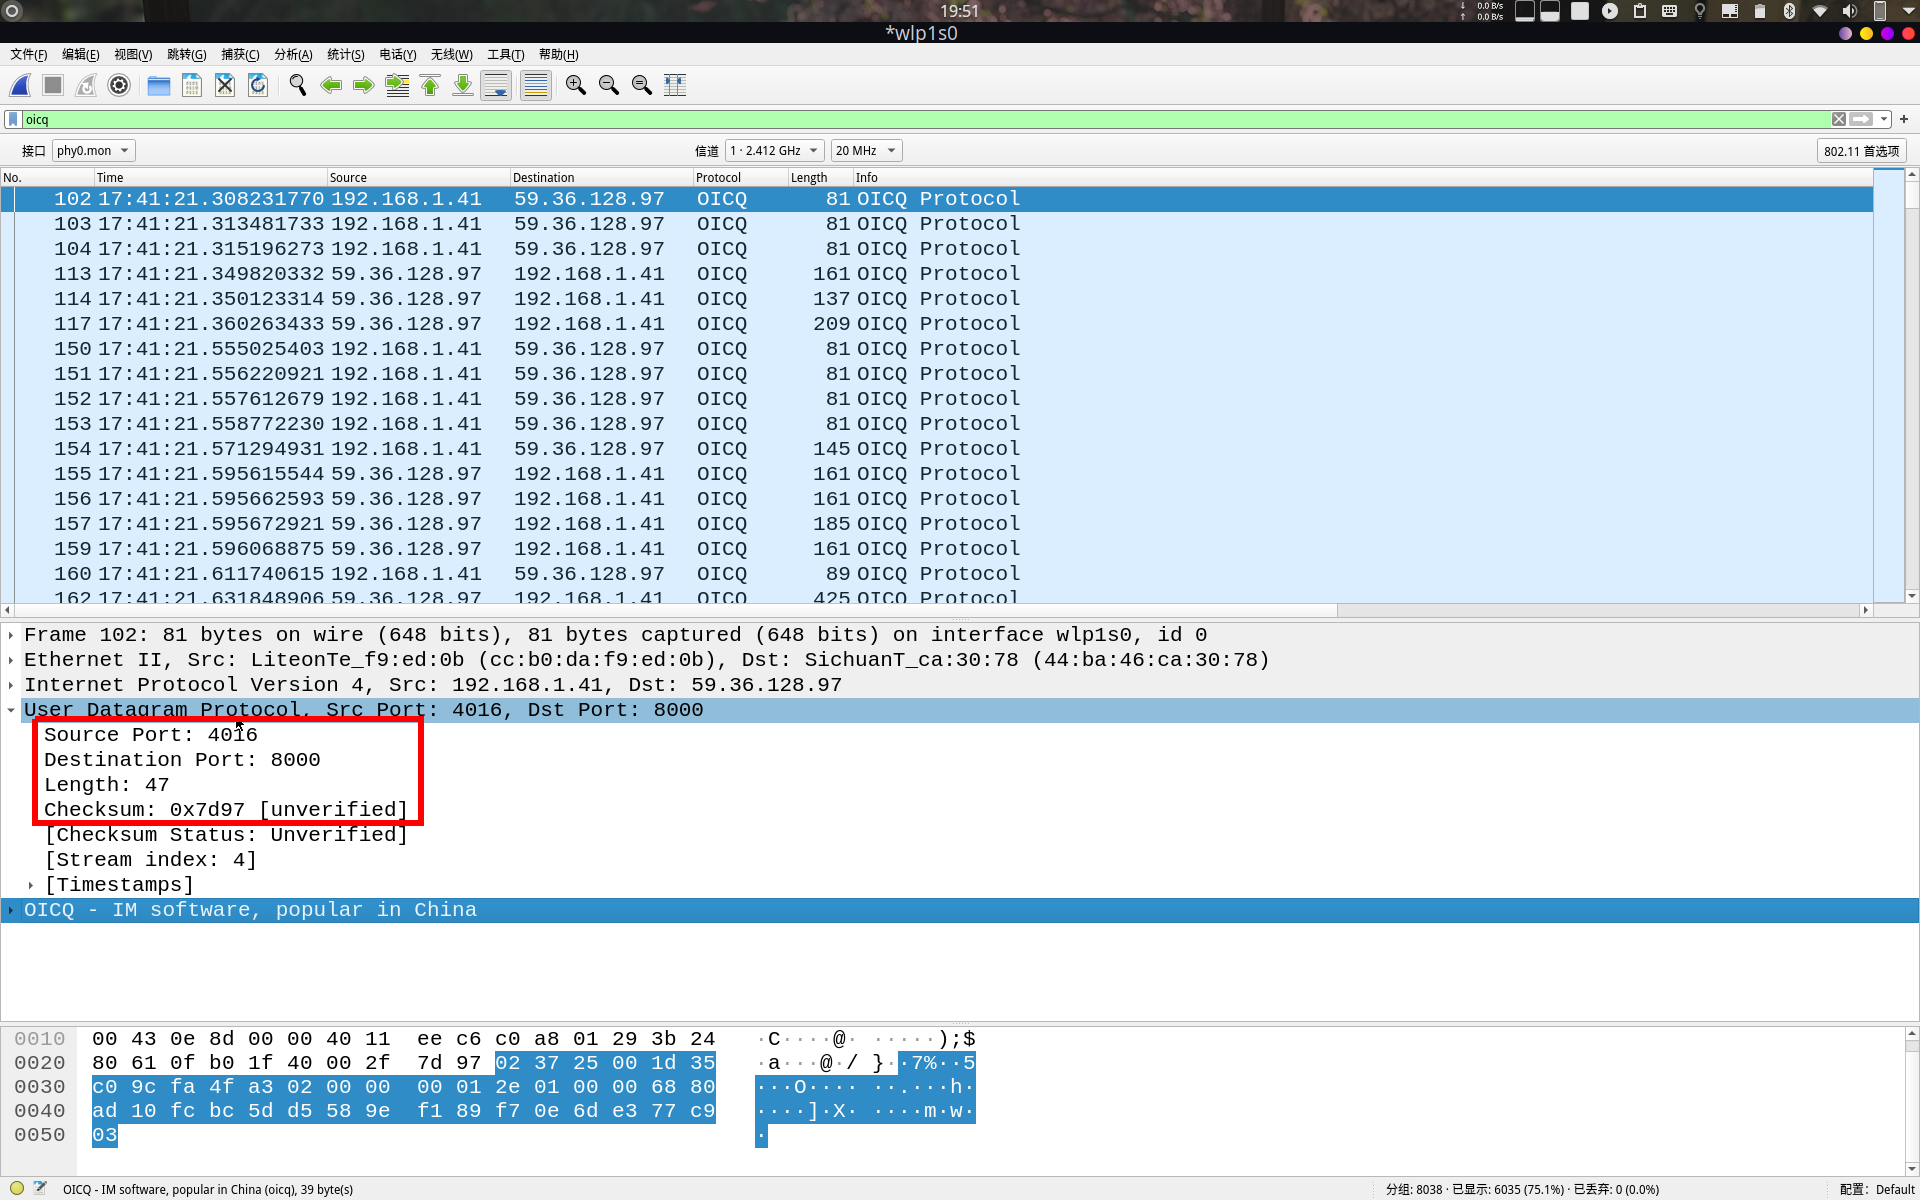 19:51
0.0 B/s
0.0 B/s
*wlp1s0
文件(F) 编辑(E) 视图(V) 跳转(G) 捕获(C) 分析(A) 统计(S) 电话(Y) 无线(W) 工具(T) 帮助(H)
oicq
接口 phy0.mon 信道 1 · 2.412 GHz 20 MHz 802.11 首选项
No. Time Source Destination Protocol Length Info
102 17:41:21.308231770 192.168.1.41 59.36.128.97 OICQ 81 OICQ Protocol
103 17:41:21.313481733 192.168.1.41 59.36.128.97 OICQ 81 OICQ Protocol
104 17:41:21.315196273 192.168.1.41 59.36.128.97 OICQ 81 OICQ Protocol
113 17:41:21.349820332 59.36.128.97 192.168.1.41 OICQ 161 OICQ Protocol
114 17:41:21.350123314 59.36.128.97 192.168.1.41 OICQ 137 OICQ Protocol
117 17:41:21.360263433 59.36.128.97 192.168.1.41 OICQ 209 OICQ Protocol
150 17:41:21.555025403 192.168.1.41 59.36.128.97 OICQ 81 OICQ Protocol
151 17:41:21.556220921 192.168.1.41 59.36.128.97 OICQ 81 OICQ Protocol
152 17:41:21.557612679 192.168.1.41 59.36.128.97 OICQ 81 OICQ Protocol
153 17:41:21.558772230 192.168.1.41 59.36.128.97 OICQ 81 OICQ Protocol
154 17:41:21.571294931 192.168.1.41 59.36.128.97 OICQ 145 OICQ Protocol
155 17:41:21.595615544 59.36.128.97 192.168.1.41 OICQ 161 OICQ Protocol
156 17:41:21.595662593 59.36.128.97 192.168.1.41 OICQ 161 OICQ Protocol
157 17:41:21.595672921 59.36.128.97 192.168.1.41 OICQ 185 OICQ Protocol
159 17:41:21.596068875 59.36.128.97 192.168.1.41 OICQ 161 OICQ Protocol
160 17:41:21.611740615 192.168.1.41 59.36.128.97 OICQ 89 OICQ Protocol
162 17:41:21.631848906 59.36.128.97 192.168.1.41 OICQ 425 OICQ Protocol
Frame 102: 81 bytes on wire (648 bits), 81 bytes captured (648 bits) on interface wlp1s0, id 0
Ethernet II, Src: LiteonTe_f9:ed:0b (cc:b0:da:f9:ed:0b), Dst: SichuanT_ca:30:78 (44:ba:46:ca:30:78)
Internet Protocol Version 4, Src: 192.168.1.41, Dst: 59.36.128.97
User Datagram Protocol, Src Port: 4016, Dst Port: 8000
Source Port: 4016
Destination Port: 8000
Length: 47
Checksum: 0x7d97 [unverified]
[Checksum Status: Unverified]
[Stream index: 4]
[Timestamps]
OICQ - IM software, popular in China
0010 00 43 0e 8d 00 00 40 11 ee c6 c0 a8 01 29 3b 24 ·C····@· ·····);$
0020 80 61 0f b0 1f 40 00 2f 7d 97 02 37 25 00 1d 35 ·a···@·/ }··7%··5
0030 c0 9c fa 4f a3 02 00 00 00 01 2e 01 00 00 68 80 ···O···· ··.···h·
0040 ad 10 fc bc 5d d5 58 9e f1 89 f7 0e 6d e3 77 c9 ····]·X· ····m·w·
0050 03 ·
OICQ - IM software, popular in China (oicq), 39 byte(s) 分组: 8038 · 已显示: 6035 (75.1%) · 已丢弃: 0 (0.0%) 配置: Default